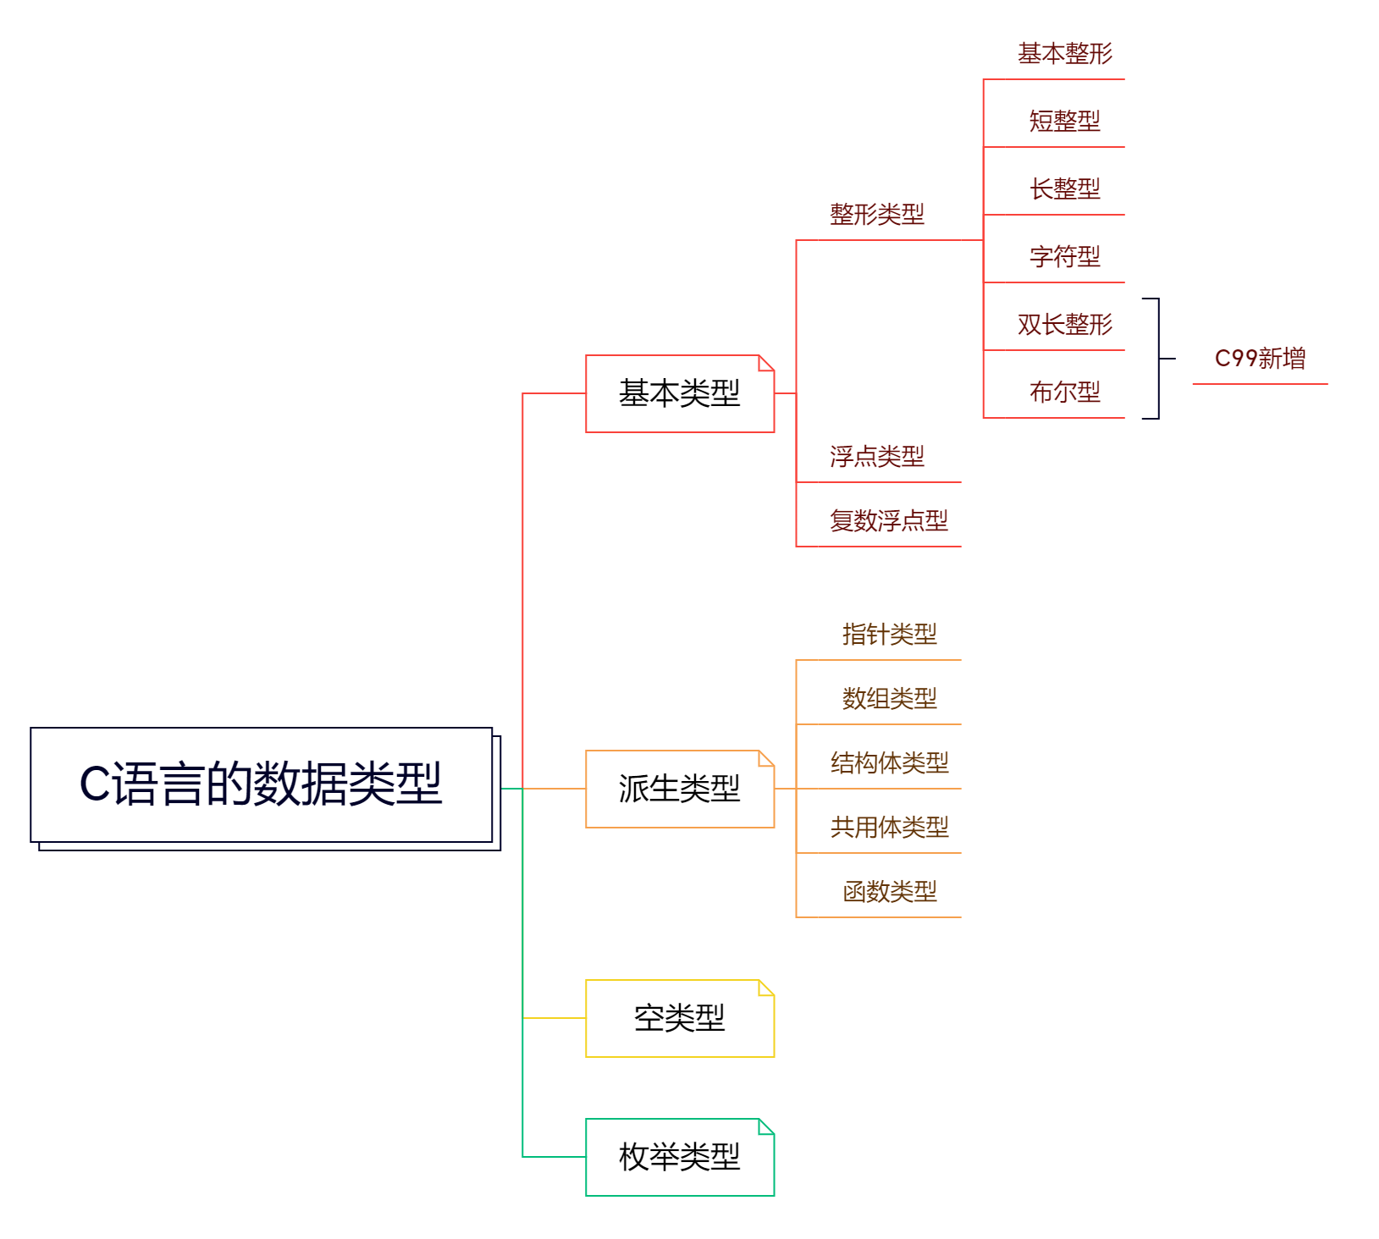 C语言的数据类型
基本类型
整形类型
基本整形
短整型
长整型
字符型
双长整形
布尔型
C99新增
浮点类型
复数浮点型
派生类型
指针类型
数组类型
结构体类型
共用体类型
函数类型
空类型
枚举类型